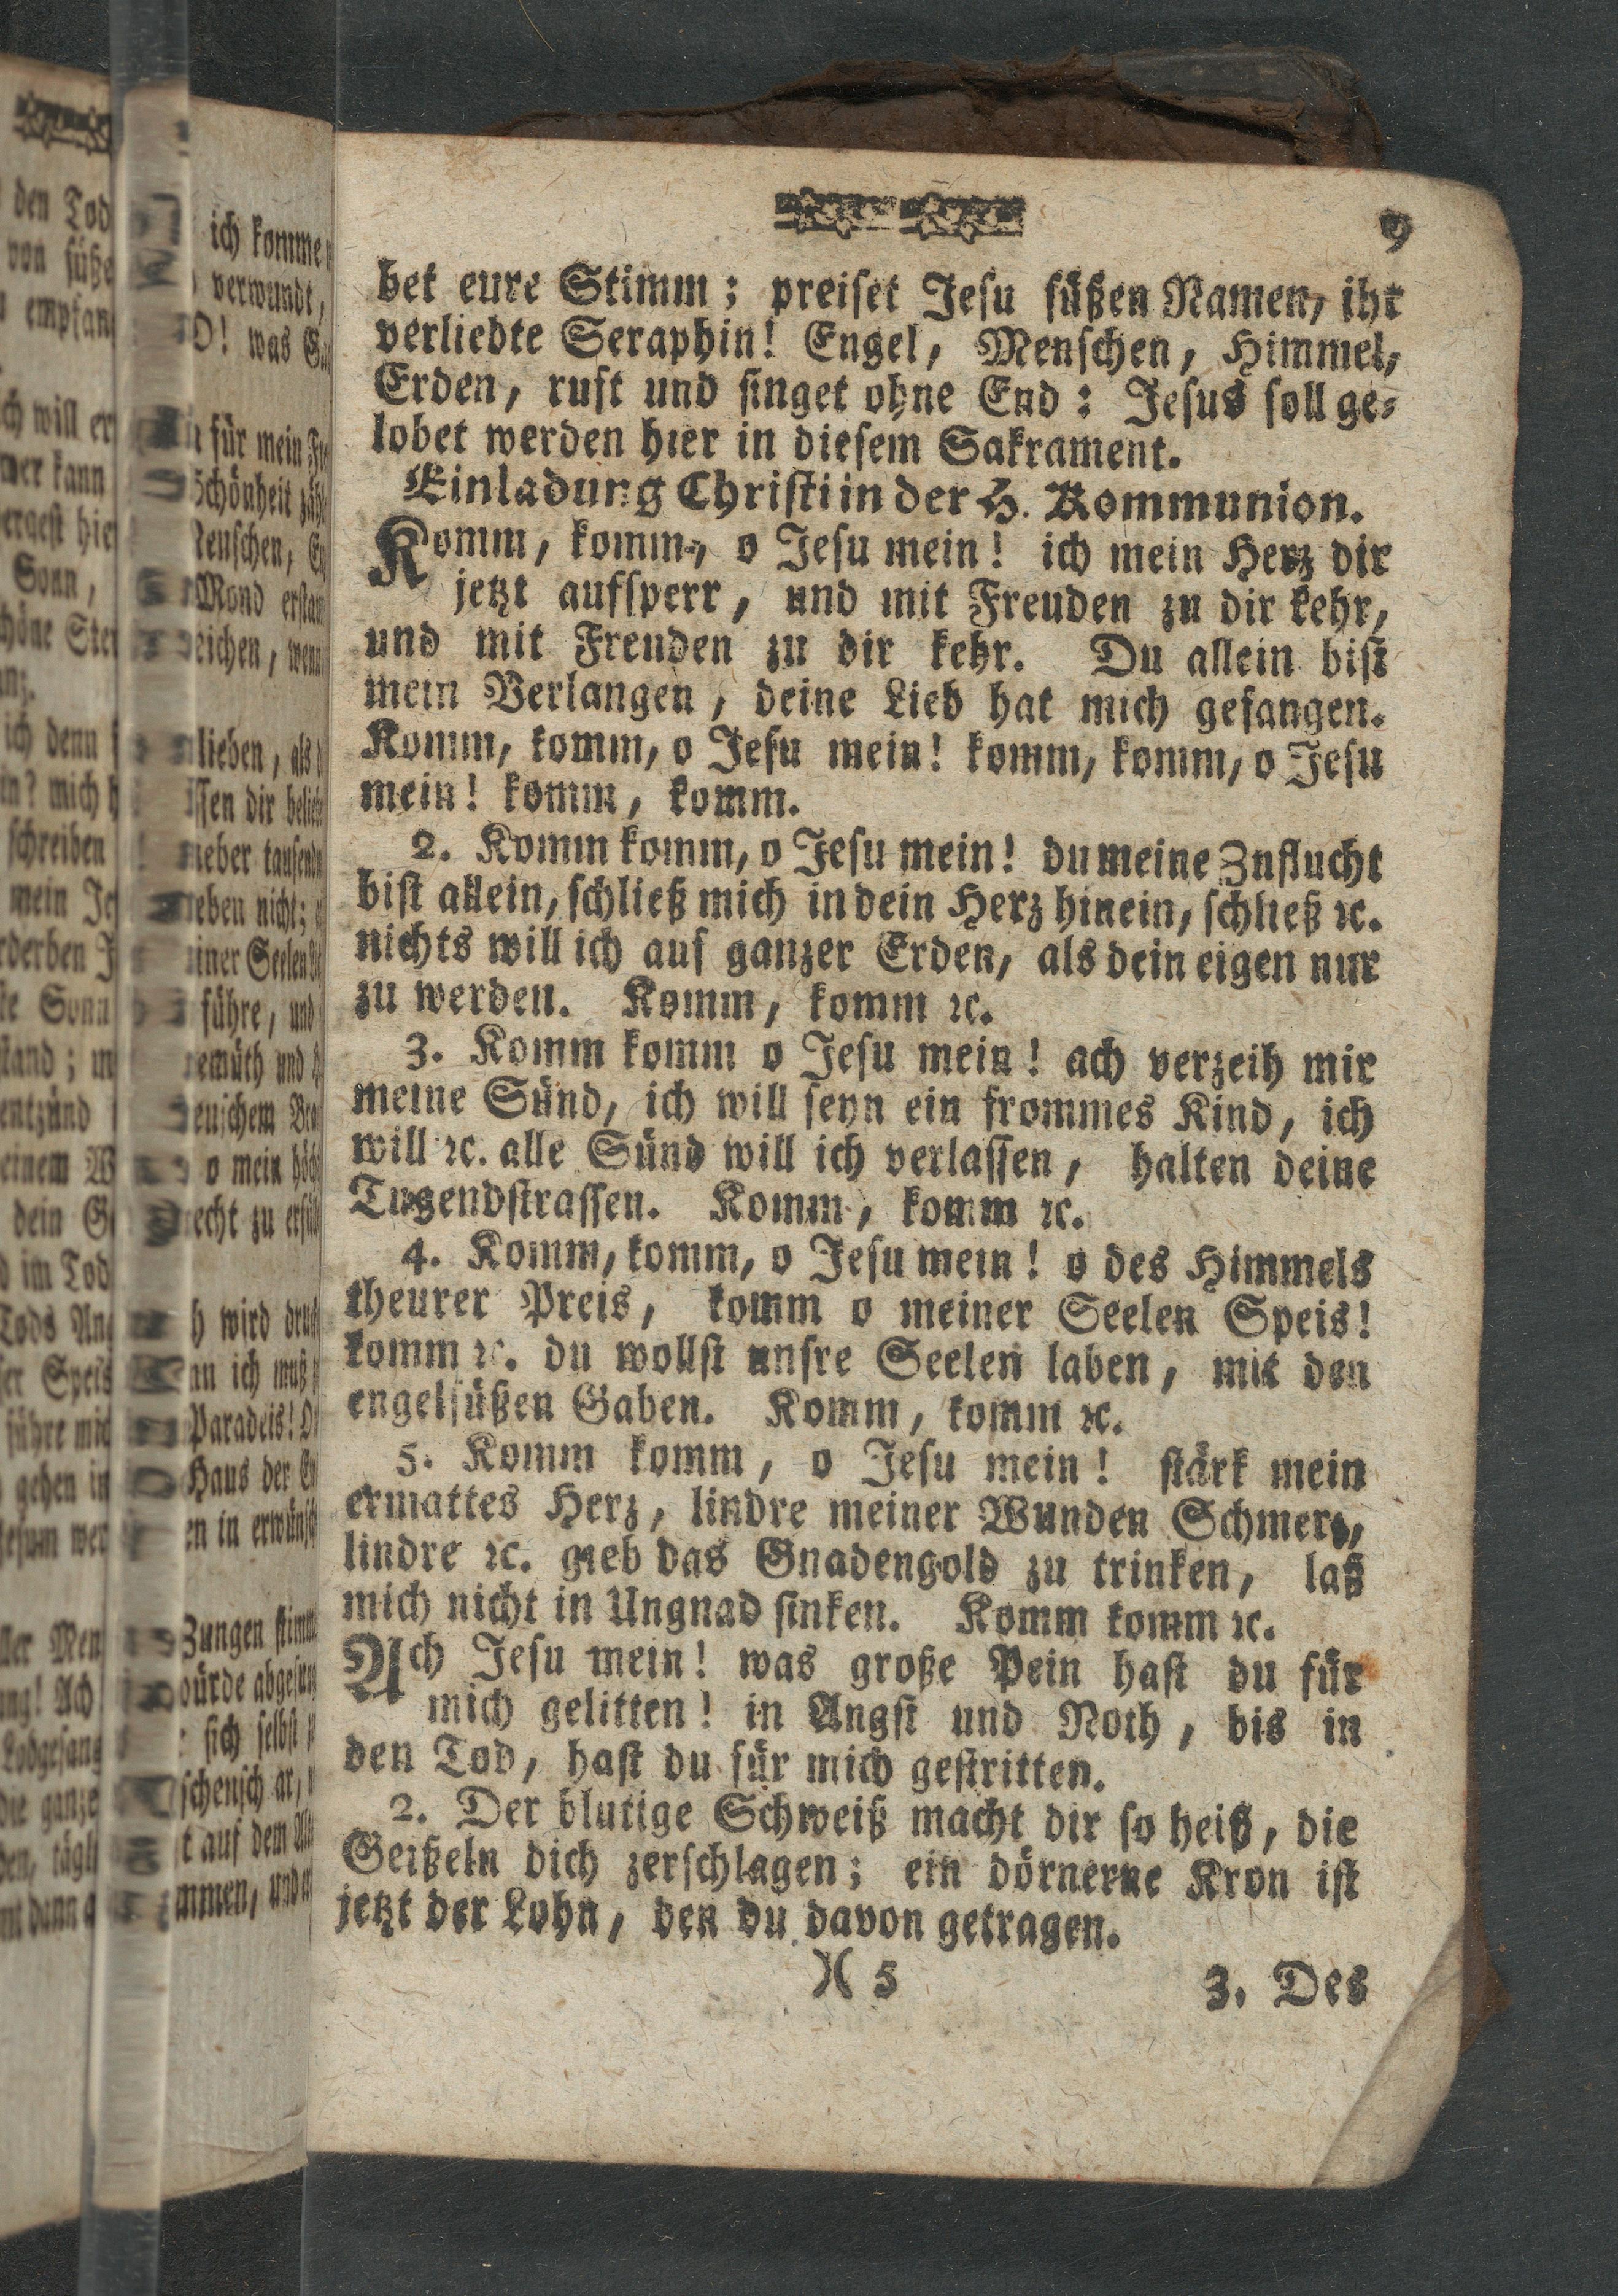 9
bet eure Stimm; preiset Jesu süßen Namen, ihr
verliebte Seraphin! Engel, Menschen, Himmel,
Erden, ruft und singet ohne End: Jesus soll ge-
lobet werden hier in diesem Sakrament.
Einladung Christi in der H. Kommunion.
Komm, komm, o Jesu mein! ich mein Herz dir
jetzt aufsperr, und mit Freuden zu dir kehr,
und mit Freuden zu dir kehr. Du allein bist
mein Verlangen, deine Lieb hat mich gefangen.
Komm, komm, o Jesu mein! komm, komm, o Jesu
mein! komm, komm.
2. Komm komm, o Jesu mein! du meine Znflucht
bist allein, schließ mich in dein Herz hinein, schließ ꝛc.
nichts will ich auf ganzer Erden, als dein eigen nur
zu werden. Komm, komm ꝛc.
3. Komm komm o Jesu mein! ach verzeih mir
meine Sünd, ich will seyn ein frommes Kind, ich
will ꝛc. alle Sünd will ich verlassen, halten deine
Tugendstrassen. Komm, komm ꝛc.
4. Komm, komm, o Jesu mein! o des Himmels
theurer Preis, komm o meiner Seelen Speis!
komm ꝛc. du wollst unsre Seelen laben, mit den
engelsüßen Gaben. Komm, komm ꝛc.
5. Komm komm, o Jesu mein! stärk mein
ermattes Herz, lindre meiner Wunden Schmerz,
lindre ꝛc. gieb das Gnadengold zu trinken, laß
mich nicht in Ungnad sinken. Komm komm ꝛc.
Ach Jesu mein! was große Pein hast du für
mich gelitten! in Angst und Noth, bis in
den Tod, hast du für mich gestritten.
2. Der blutige Schweiß macht dir so heiß, die
Geißeln dich zerschlagen; ein dörnerne Kron ist
jetzt der Lohn, den du davon getragen.
)( 5
3. Des